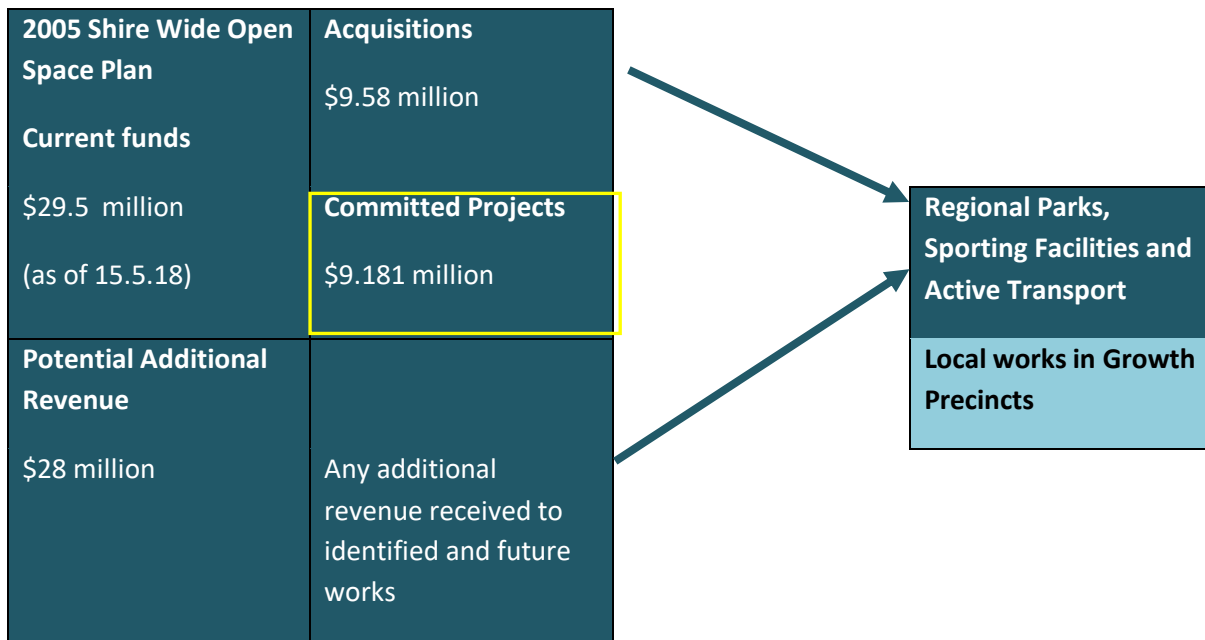 2005 Shire Wide Open
Space Plan
Current funds
$29.5 million
(as of 15.5.18)
Acquisitions
$9.58 million
Committed Projects
$9.181 million
Potential Additional
Revenue
$28 million
Any additional
revenue received to
identified and future
works
Regional Parks,
Sporting Facilities and
Active Transport
Local works in Growth
Precincts